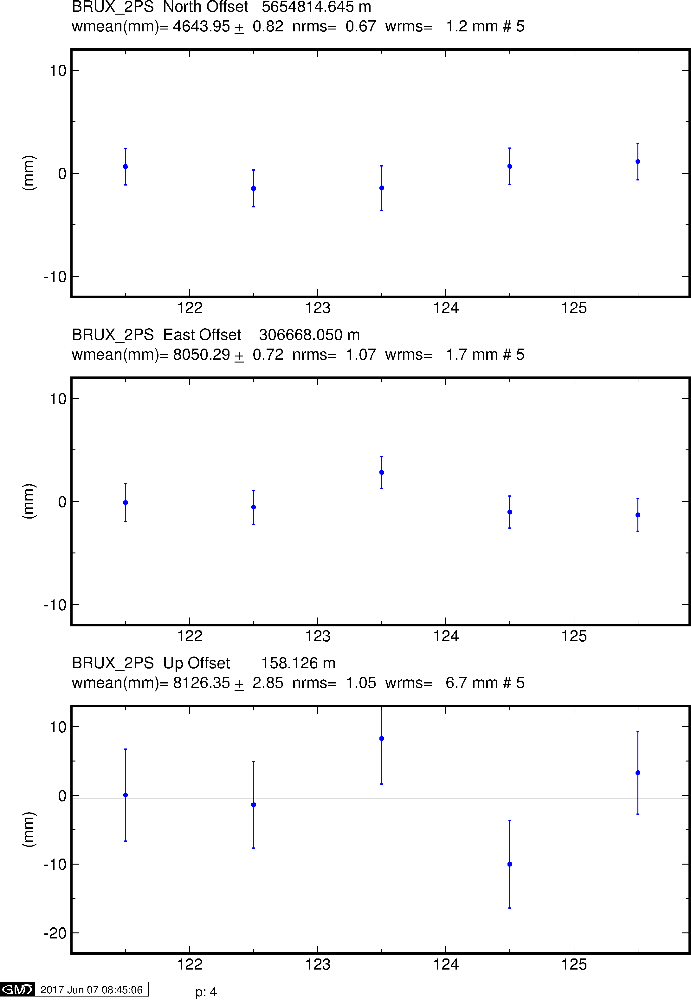 BRUX_2PS North Offset 5654814.645 m
wmean(mm)= 4643.95 ± 0.82 nrms= 0.67 wrms= 1.2 mm # 5
10
0
-10
(mm)
122 123 124 125
BRUX_2PS East Offset 306668.050 m
wmean(mm)= 8050.29 ± 0.72 nrms= 1.07 wrms= 1.7 mm # 5
10
0
-10
(mm)
122 123 124 125
BRUX_2PS Up Offset 158.126 m
wmean(mm)= 8126.35 ± 2.85 nrms= 1.05 wrms= 6.7 mm # 5
10
0
-10
-20
(mm)
122 123 124 125
GMT 2017 Jun 07 08:45:06 p: 4